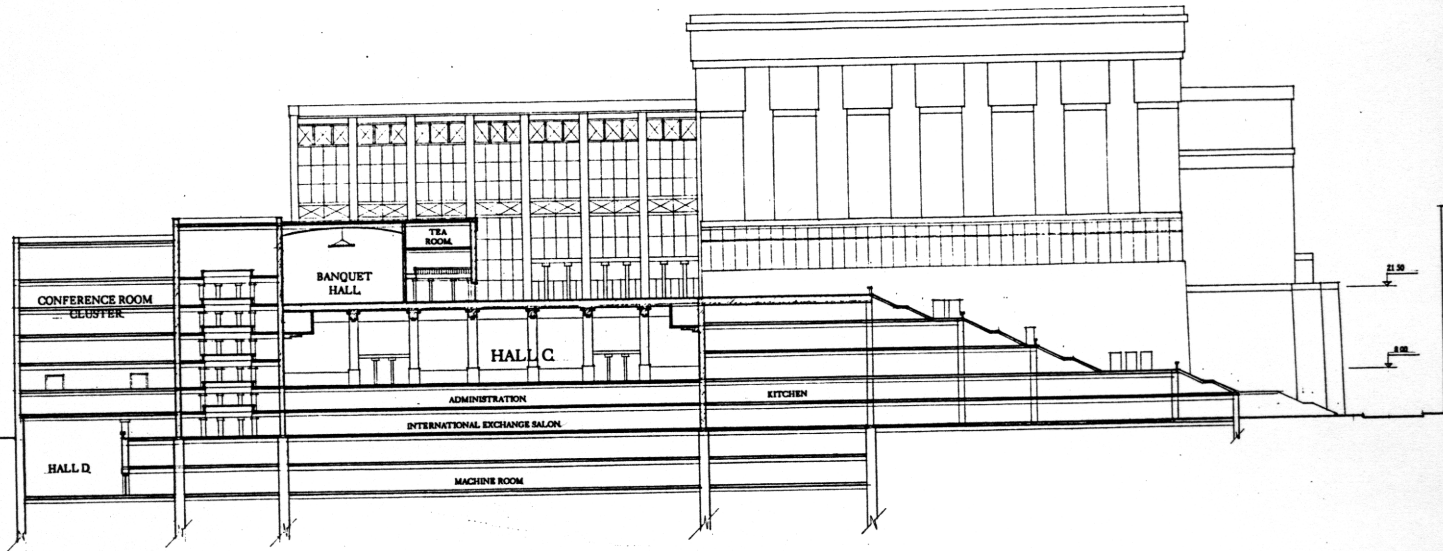 TEA
ROOM.
BANQUET
HALL
CONFERENCE ROOM
CLUSTER
21 50
HALL C.
8 00
ADMINISTRATION
KITCHEN
INTERNATIONAL EXCHANGE SALON.
HALL D.
MACHINE ROOM